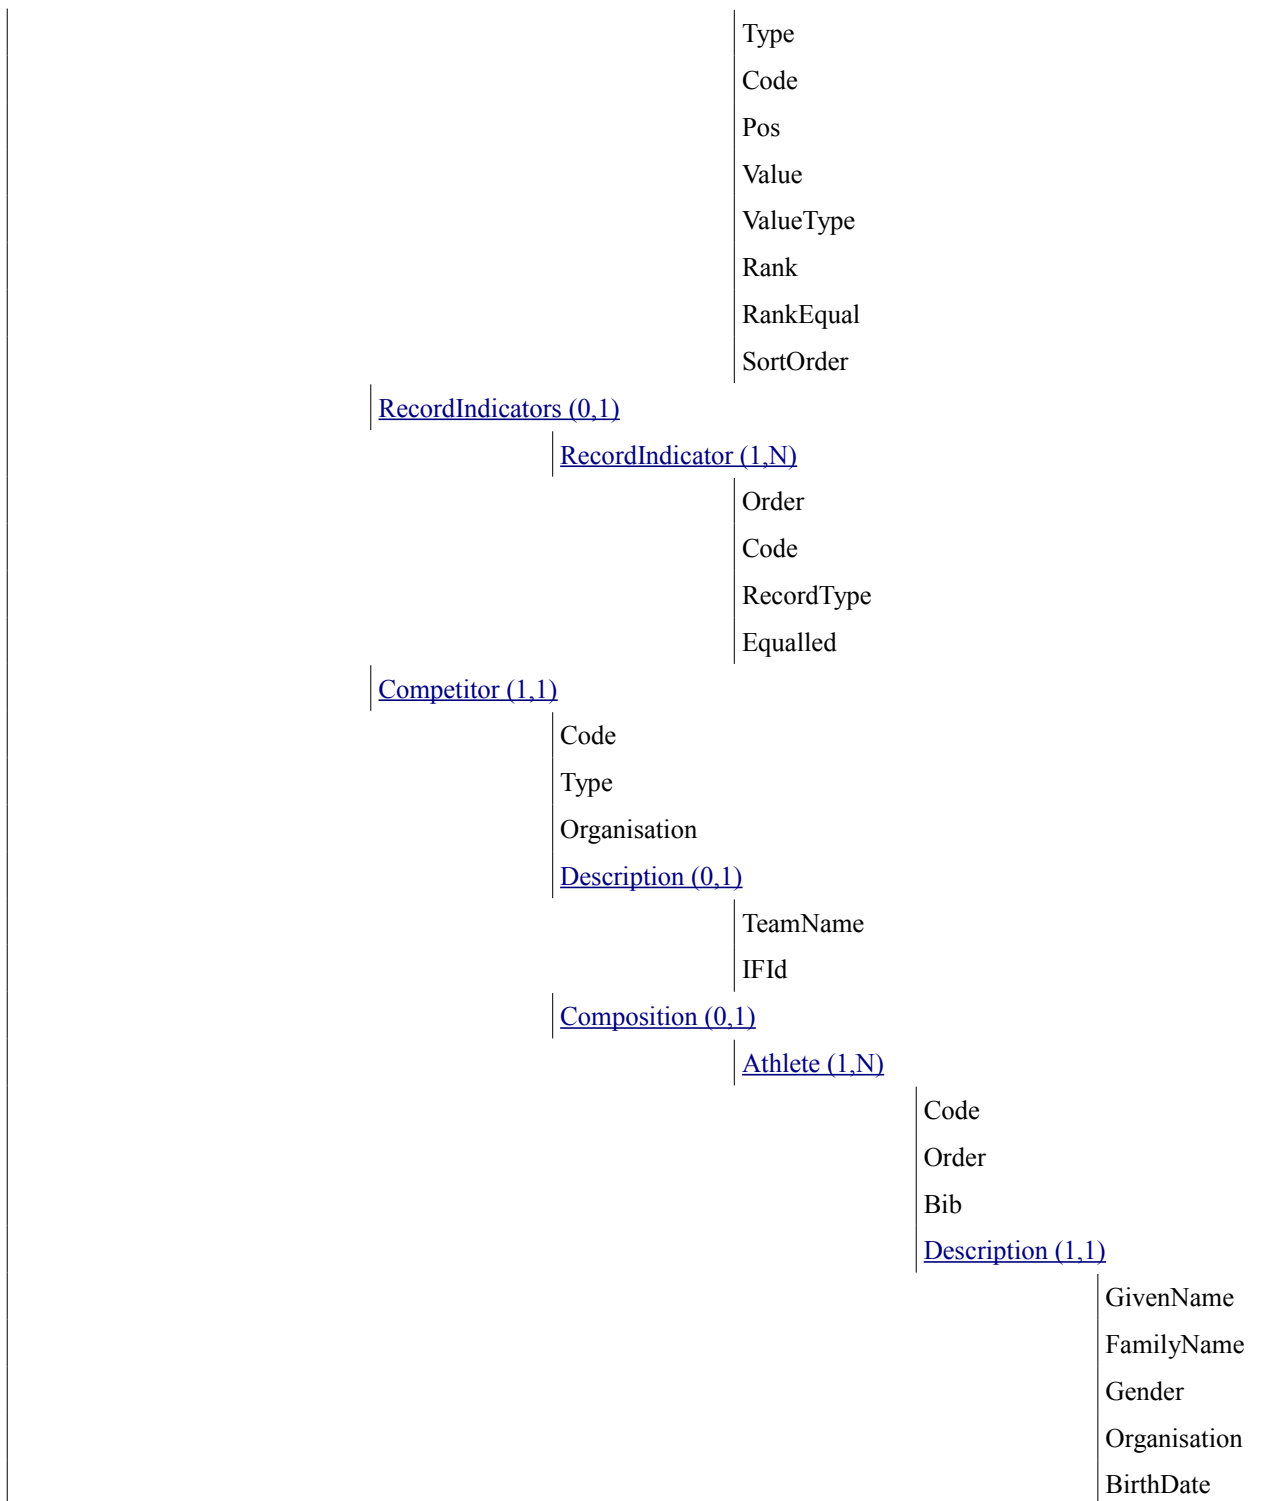 Type
Code
Pos
Value
ValueType
Rank
RankEqual
SortOrder
RecordIndicators (0,1)
RecordIndicator (1,N)
Order
Code
RecordType
Equalled
Competitor (1,1)
Code
Type
Organisation
Description (0,1)
TeamName
IFId
Composition (0,1)
Athlete (1,N)
Code
Order
Bib
Description (1,1)
GivenName
FamilyName
Gender
Organisation
BirthDate